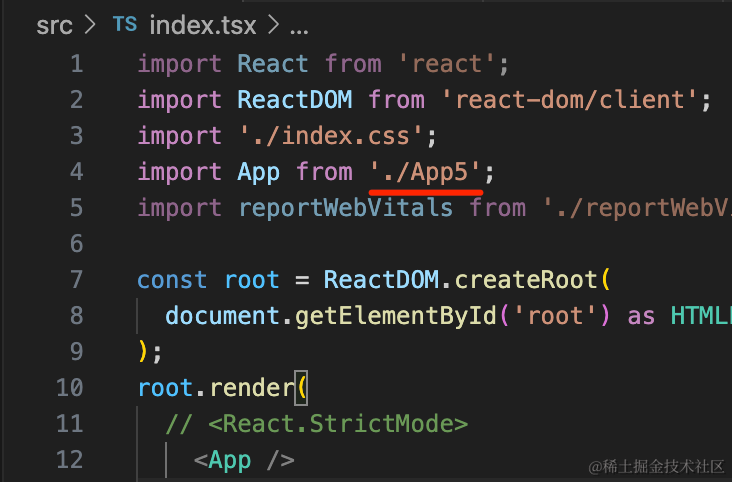 src > TS index.tsx > ...
1 import React from 'react';
2 import ReactDOM from 'react-dom/client';
3 import './index.css';
4 import App from './App5';
5 import reportWebVitals from './reportWebV
6
7 const root = ReactDOM.createRoot(
8 document.getElementById('root') as HTML
9 );
10 root.render(
11 // <React.StrictMode>
12 <App />
@稀土掘金技术社区